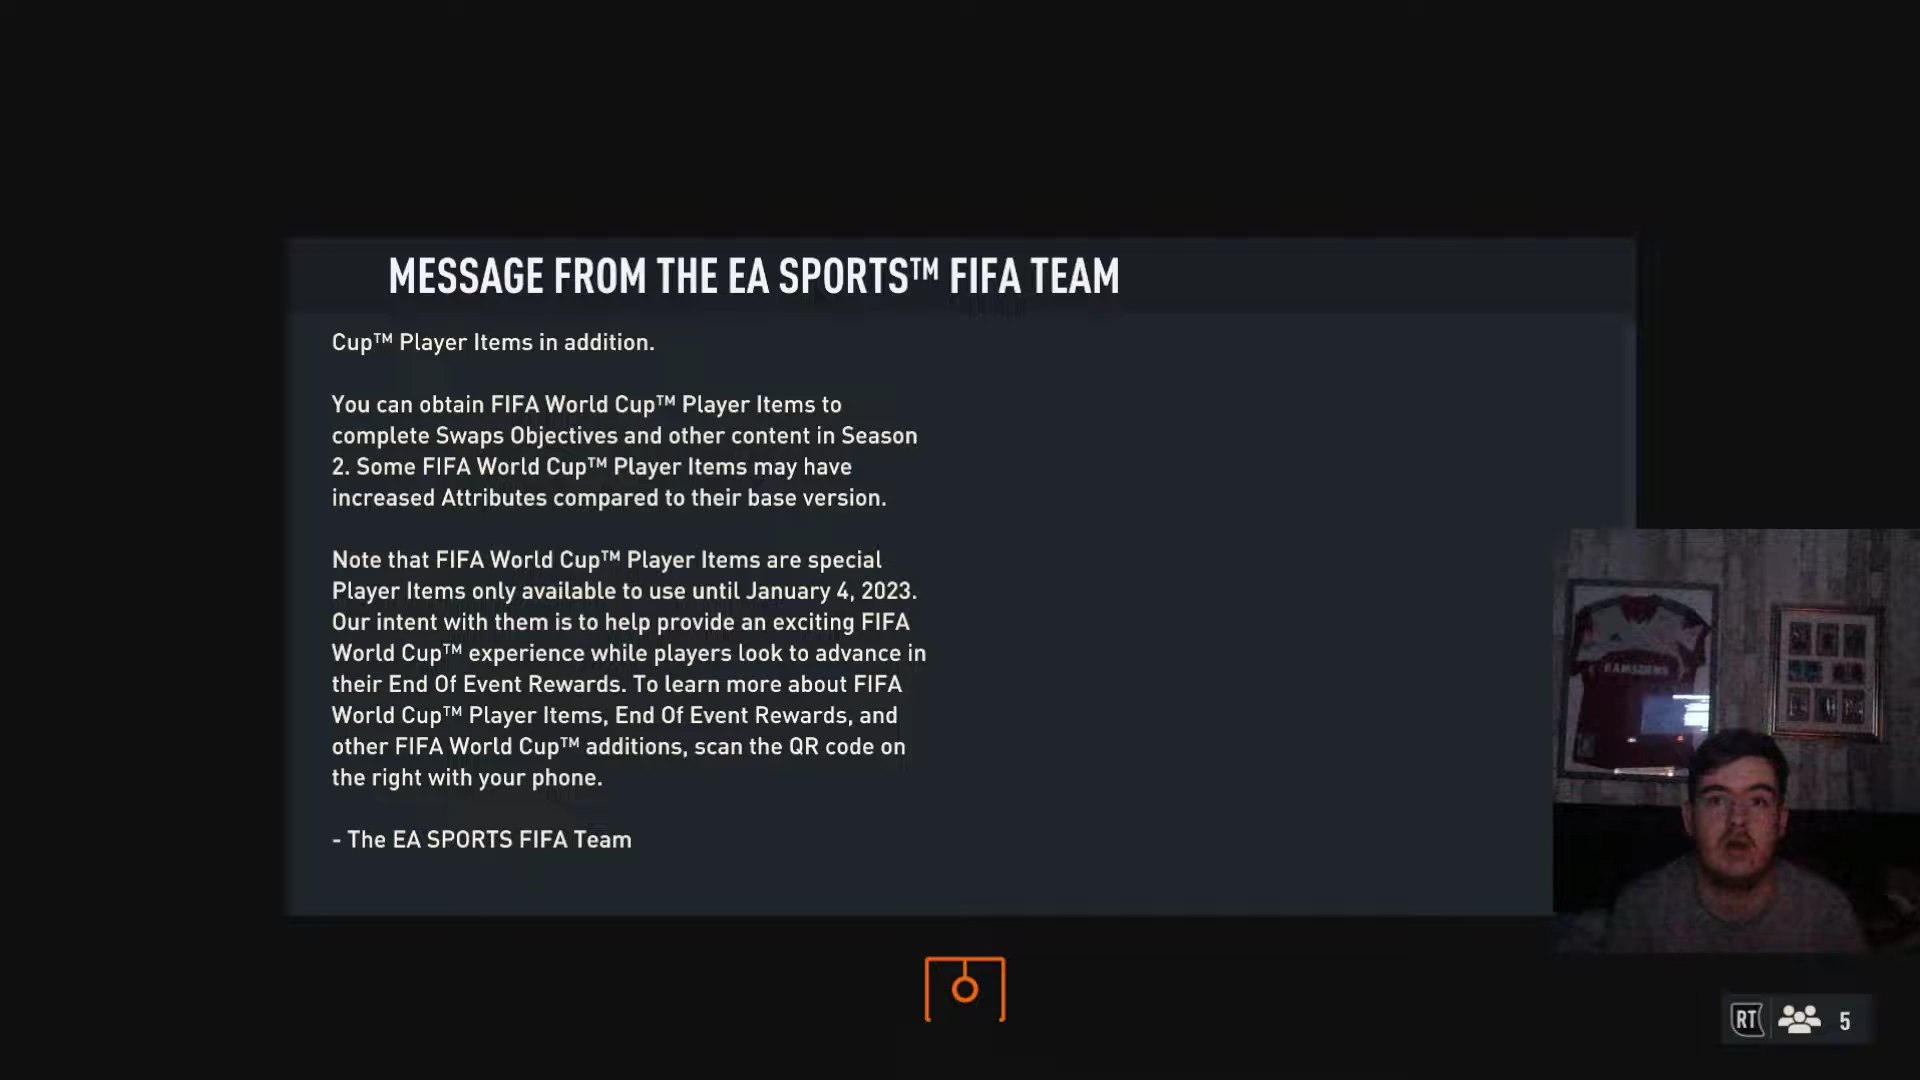 MESSAGE FROM THE EA SPORTS™ FIFA TEAM
Cup™ Player Items in addition.
You can obtain FIFA World Cup™ Player Items to
complete Swaps Objectives and other content in Season
2. Some FIFA World Cup™ Player Items may have
increased Attributes compared to their base version.
Note that FIFA World Cup™ Player Items are special
Player Items only available to use until January 4, 2023.
Our intent with them is to help provide an exciting FIFA
World Cup™ experience while players look to advance in
their End Of Event Rewards. To learn more about FIFA
World Cup™ Player Items, End Of Event Rewards, and
other FIFA World Cup™ additions, scan the QR code on
the right with your phone.
- The EA SPORTS FIFA Team
RAMSDENS
RT 5